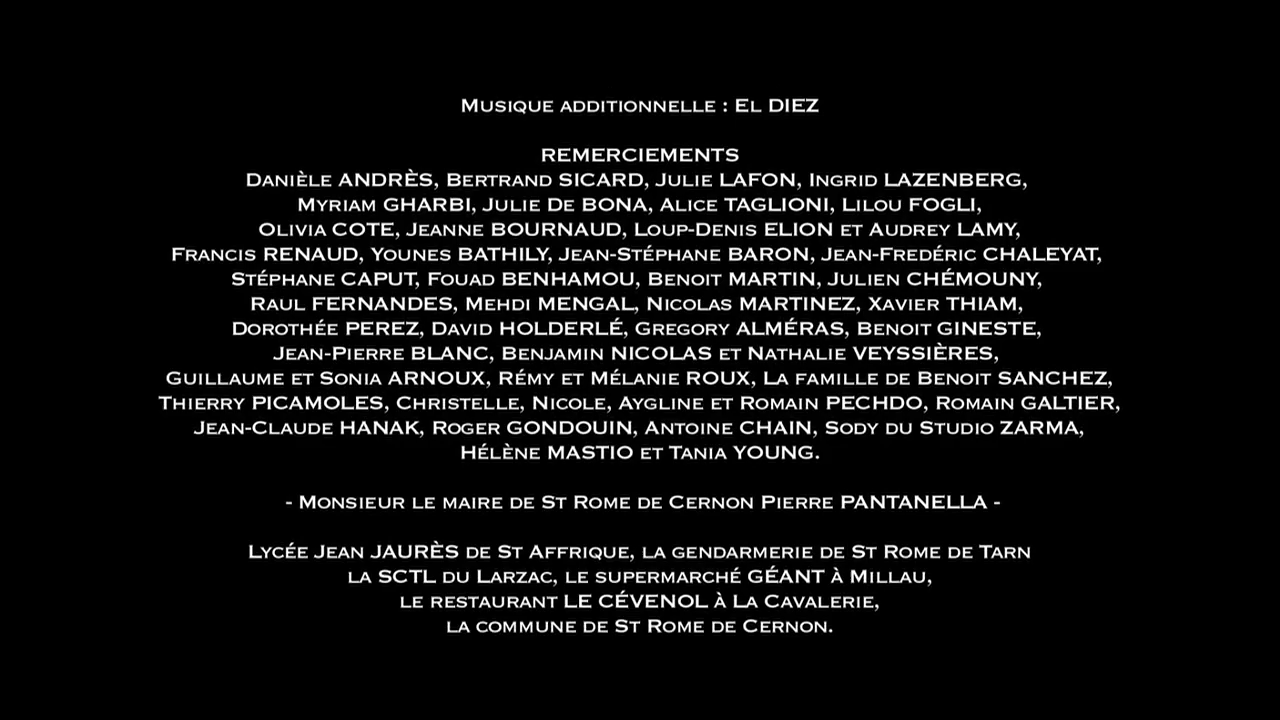 Musique additionnelle : El DIEZ
REMERCIEMENTS
Danièle ANDRÈS, Bertrand SICARD, Julie LAFON, Ingrid LAZENBERG,
Myriam GHARBI, Julie De BONA, Alice TAGLIONI, Lilou FOGLI,
Olivia COTE, Jeanne BOURNAUD, Loup-Denis ELION et Audrey LAMY,
Francis RENAUD, Younes BATHILY, Jean-Stéphane BARON, Jean-Frédéric CHALEYAT,
Stéphane CAPUT, Fouad BENHAMOU, Benoit MARTIN, Julien CHÉMOUNY,
Raul FERNANDES, Mehdi MENGAL, Nicolas MARTINEZ, Xavier THIAM,
Dorothée PEREZ, David HOLDERLÉ, Gregory ALMÉRAS, Benoit GINESTE,
Jean-Pierre BLANC, Benjamin NICOLAS et Nathalie VEYSSIÈRES,
Guillaume et Sonia ARNOUX, Rémy et Mélanie ROUX, La famille de Benoit SANCHEZ,
Thierry PICAMOLES, Christelle, Nicole, Aygline et Romain PECHDO, Romain GALTIER,
Jean-Claude HANAK, Roger GONDOUIN, Antoine CHAIN, Sody du Studio ZARMA,
Hélène MASTIO et Tania YOUNG.
- Monsieur le maire de St Rome de Cernon Pierre PANTANELLA -
Lycée Jean JAURÈS de St Affrique, la gendarmerie de St Rome de Tarn
la SCTL du Larzac, le supermarché GÉANT à Millau,
le restaurant LE CÉVENOL à La Cavalerie,
la commune de St Rome de Cernon.